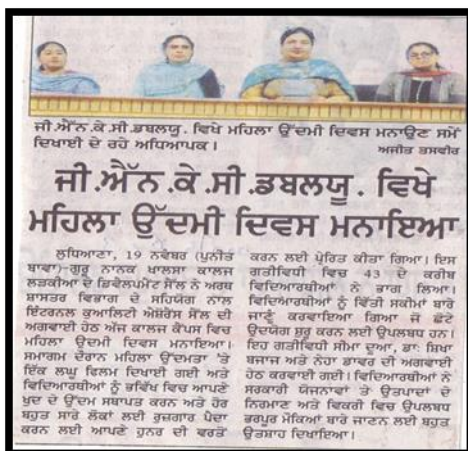 ਜੀ.ਐੱਨ.ਕੇ.ਸੀ.ਡਬਲਯੂ. ਵਿਖੇ ਮਹਿਲਾ ਉੱਦਮੀ ਦਿਵਸ ਮਨਾਉਣ ਸਮੇਂ
ਦਿਖਾਈ ਦੇ ਰਹੇ ਅਧਿਆਪਕ।
ਅਜੀਤ ਤਸਵੀਰ
ਜੀ.ਐੱਨ.ਕੇ.ਸੀ.ਡਬਲਯੂ. ਵਿਖੇ
ਮਹਿਲਾ ਉੱਦਮੀ ਦਿਵਸ ਮਨਾਇਆ
ਲੁਧਿਆਣਾ, 19 ਨਵੰਬਰ (ਪੁਨੀਤ
ਬਾਵਾ)-ਗੁਰੂ ਨਾਨਕ ਖਾਲਸਾ ਕਾਲਜ
ਲੜਕੀਆਂ ਦੇ ਡਿਵੈਲਪਮੈਂਟ ਸੈੱਲ ਨੇ ਅਰਥ
ਸ਼ਾਸਤਰ ਵਿਭਾਗ ਦੇ ਸਹਿਯੋਗ ਨਾਲ
ਇੰਟਰਨਲ ਕੁਆਲਿਟੀ ਐਸ਼ੋਰੈਂਸ ਸੈੱਲ ਦੀ
ਅਗਵਾਈ ਹੇਠ ਅੱਜ ਕਾਲਜ ਕੈਂਪਸ ਵਿਚ
ਮਹਿਲਾ ਉੱਦਮੀ ਦਿਵਸ ਮਨਾਇਆ।
ਸਮਾਗਮ ਦੌਰਾਨ ਮਹਿਲਾ ਉੱਦਮਤਾ 'ਤੇ
ਇੱਕ ਲਘੂ ਫਿਲਮ ਦਿਖਾਈ ਗਈ ਅਤੇ
ਵਿਦਿਆਰਥੀਆਂ ਨੂੰ ਭਵਿੱਖ ਵਿਚ ਆਪਣੇ
ਖੁਦ ਦੇ ਉੱਦਮ ਸਥਾਪਤ ਕਰਨ ਅਤੇ ਹੋਰ
ਬਹੁਤ ਸਾਰੇ ਲੋਕਾਂ ਲਈ ਰੁਜ਼ਗਾਰ ਪੈਦਾ
ਕਰਨ ਲਈ ਆਪਣੇ ਹੁਨਰ ਦੀ ਵਰਤੋਂ
ਕਰਨ ਲਈ ਪ੍ਰੇਰਿਤ ਕੀਤਾ ਗਿਆ। ਇਸ
ਗਤੀਵਿਧੀ ਵਿਚ 43 ਦੇ ਕਰੀਬ
ਵਿਦਿਆਰਥੀਆਂ ਨੇ ਭਾਗ ਲਿਆ।
ਵਿਦਿਆਰਥੀਆਂ ਨੂੰ ਵਿੱਤੀ ਸਕੀਮਾਂ ਬਾਰੇ
ਜਾਣੂੰ ਕਰਵਾਇਆ ਗਿਆ ਜੋ ਛੋਟੇ
ਉਦਯੋਗ ਸ਼ੁਰੂ ਕਰਨ ਲਈ ਉਪਲਬਧ ਹਨ।
ਇਹ ਗਤੀਵਿਧੀ ਸੀਮਾ ਦੂਆ, ਡਾ: ਸ਼ਿਖਾ
ਬਜਾਜ ਅਤੇ ਨੇਹਾ ਡਾਵਰ ਦੀ ਅਗਵਾਈ
ਹੇਠ ਕਰਵਾਈ ਗਈ। ਵਿਦਿਆਰਥੀਆਂ ਨੇ
ਸਰਕਾਰੀ ਯੋਜਨਾਵਾਂ ਤੇ ਉਤਪਾਦਾਂ ਦੇ
ਨਿਰਮਾਣ ਅਤੇ ਵਿਕਰੀ ਵਿਚ ਉਪਲਬਧ
ਭਰਪੂਰ ਮੌਕਿਆਂ ਬਾਰੇ ਜਾਣਨ ਲਈ ਬਹੁਤ
ਉਤਸ਼ਾਹ ਦਿਖਾਇਆ।